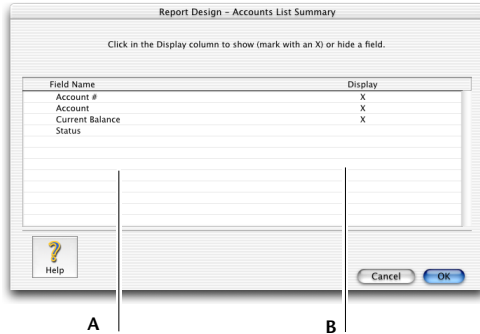 Report Design - Accounts List Summary
Click in the Display column to show (mark with an X) or hide a field.
Field Name Display
Account # X
Account X
Current Balance X
Status
?
Help
Cancel OK
A B